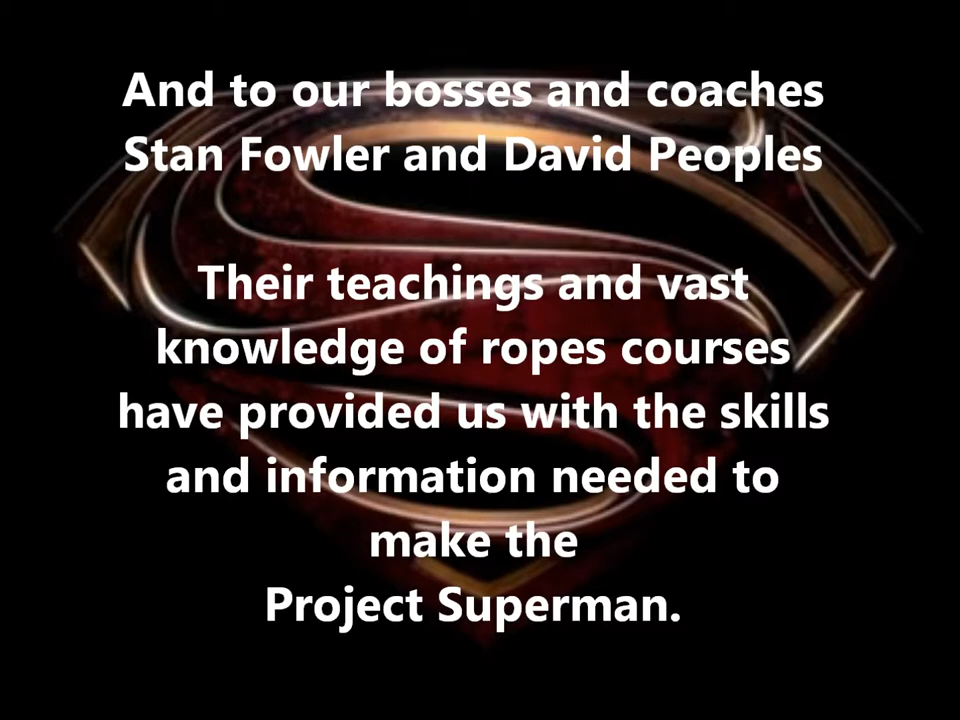 And to our bosses and coaches
Stan Fowler and David Peoples
Their teachings and vast
knowledge of ropes courses
have provided us with the skills
and information needed to
make the
Project Superman.